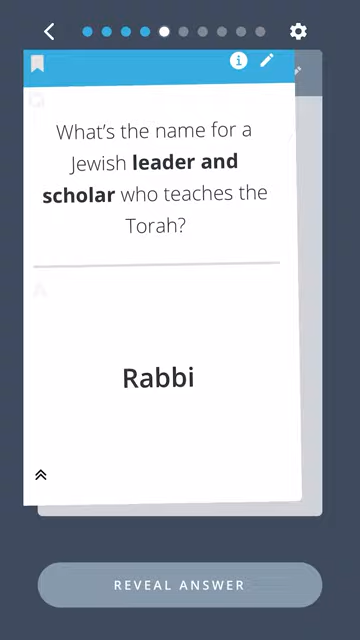 What's the name for a
Jewish leader and
scholar who teaches the
Torah?
Rabbi
REVEAL ANSWER